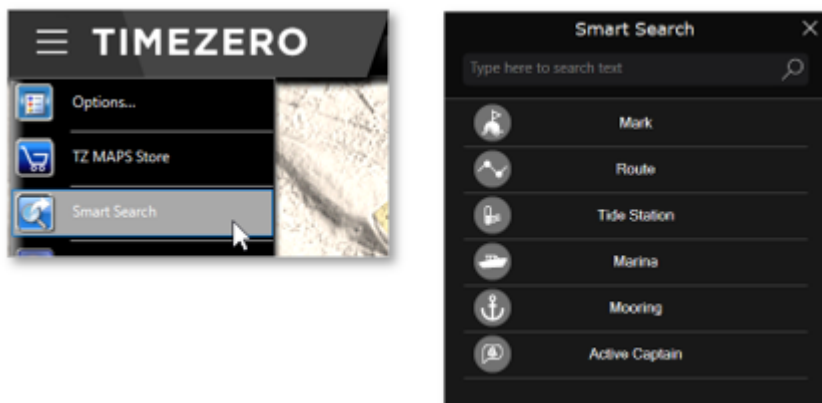 TIMEZERO
Options...
TZ MAPS Store
Smart Search
Smart Search
Type here to search text
Mark
Route
Tide Station
Marina
Mooring
Active Captain